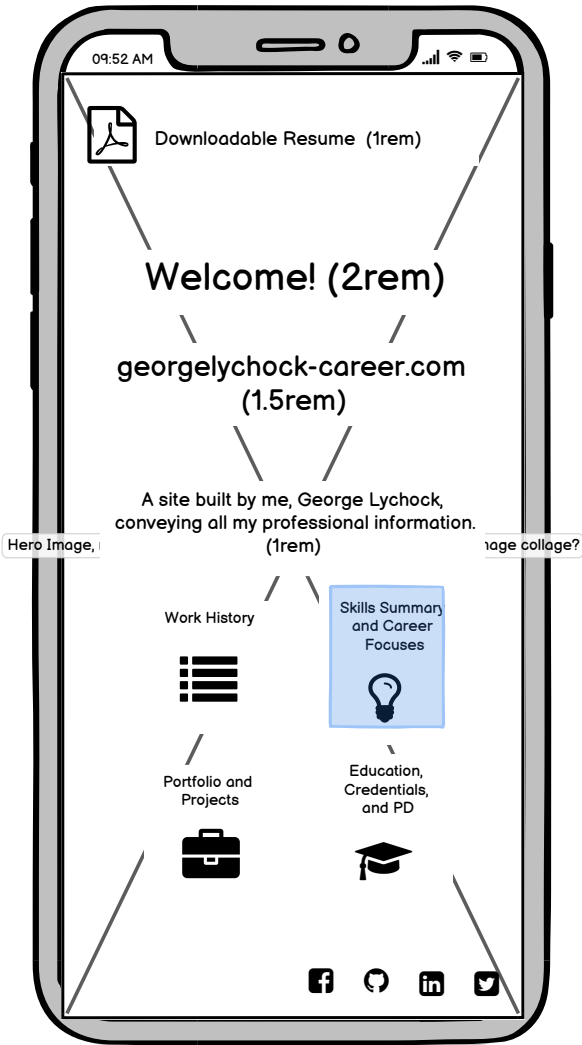 09:52 AM
Downloadable Resume (1rem)
Welcome! (2rem)
georgelychock-career.com
(1.5rem)
A site built by me, George Lychock,
conveying all my professional information.
(1rem)
Hero Image,
collage?
Work History
Skills Summary
and Career
Focuses
Portfolio and
Projects
Education,
Credentials,
and PD